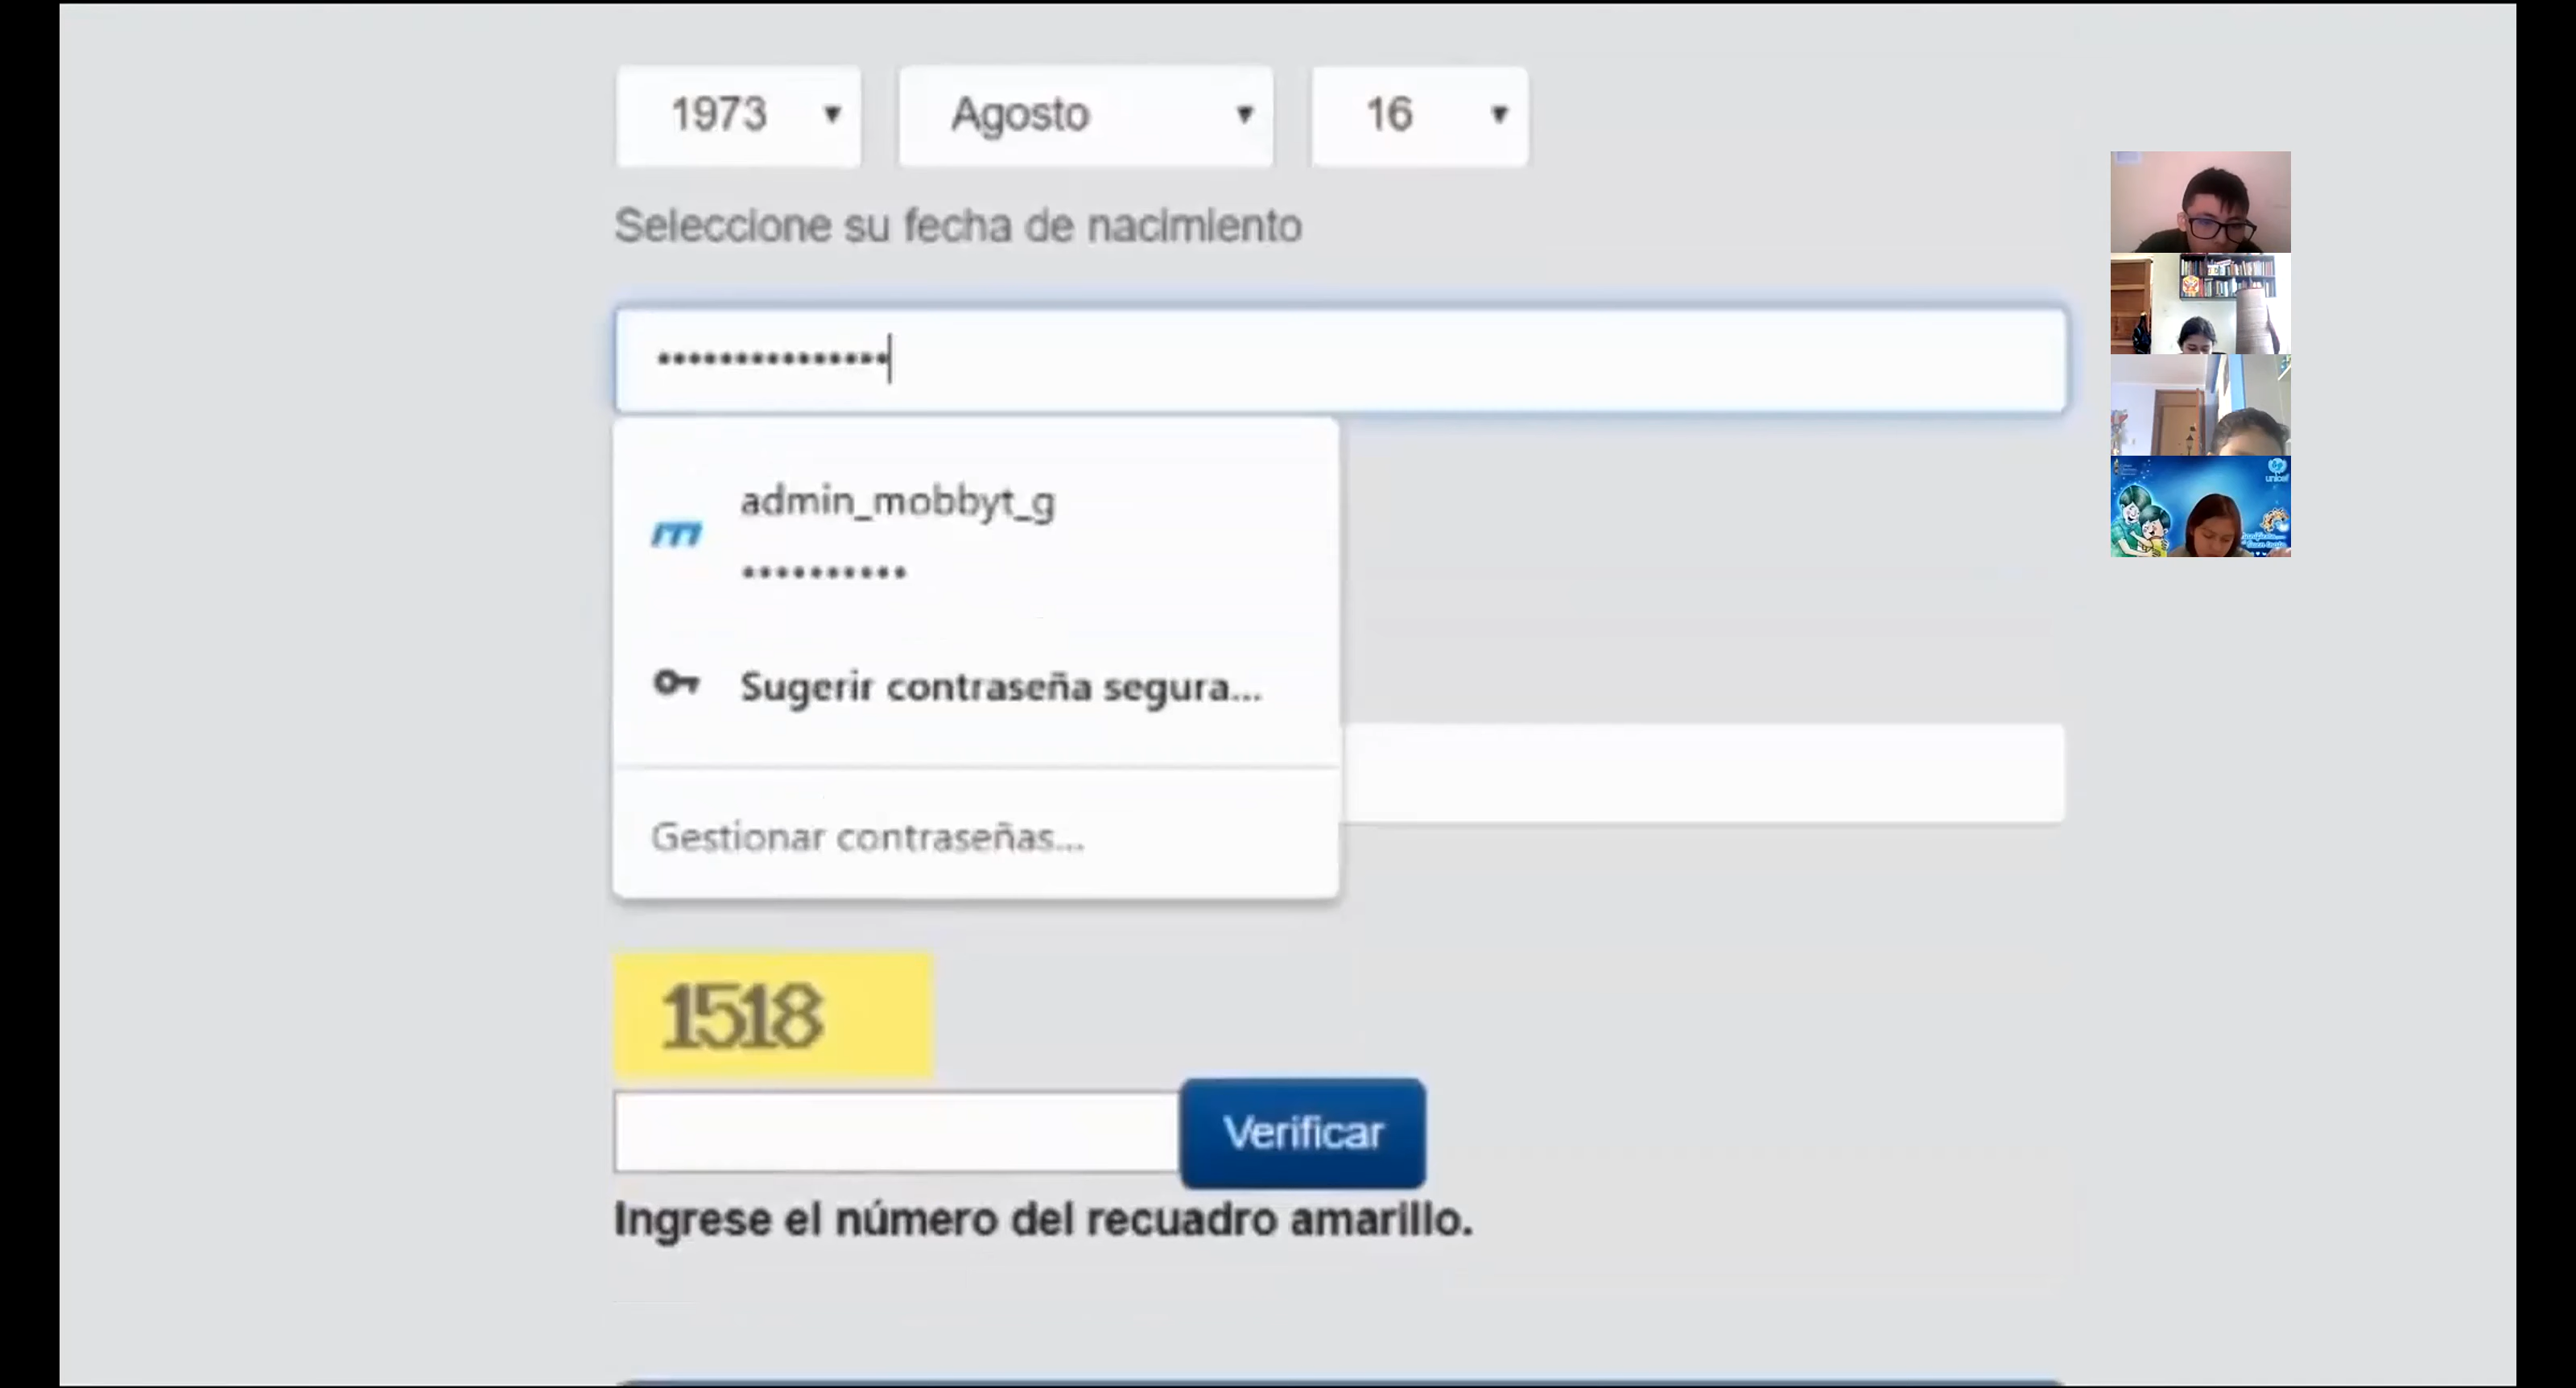 1973 Agosto 16
Seleccione su fecha de nacimiento
•••••••••••••••
admin_mobbyt_g
••••••••••
Sugerir contraseña segura...
Gestionar contraseñas...
1518
Verificar
Ingrese el número del recuadro amarillo.
unicef